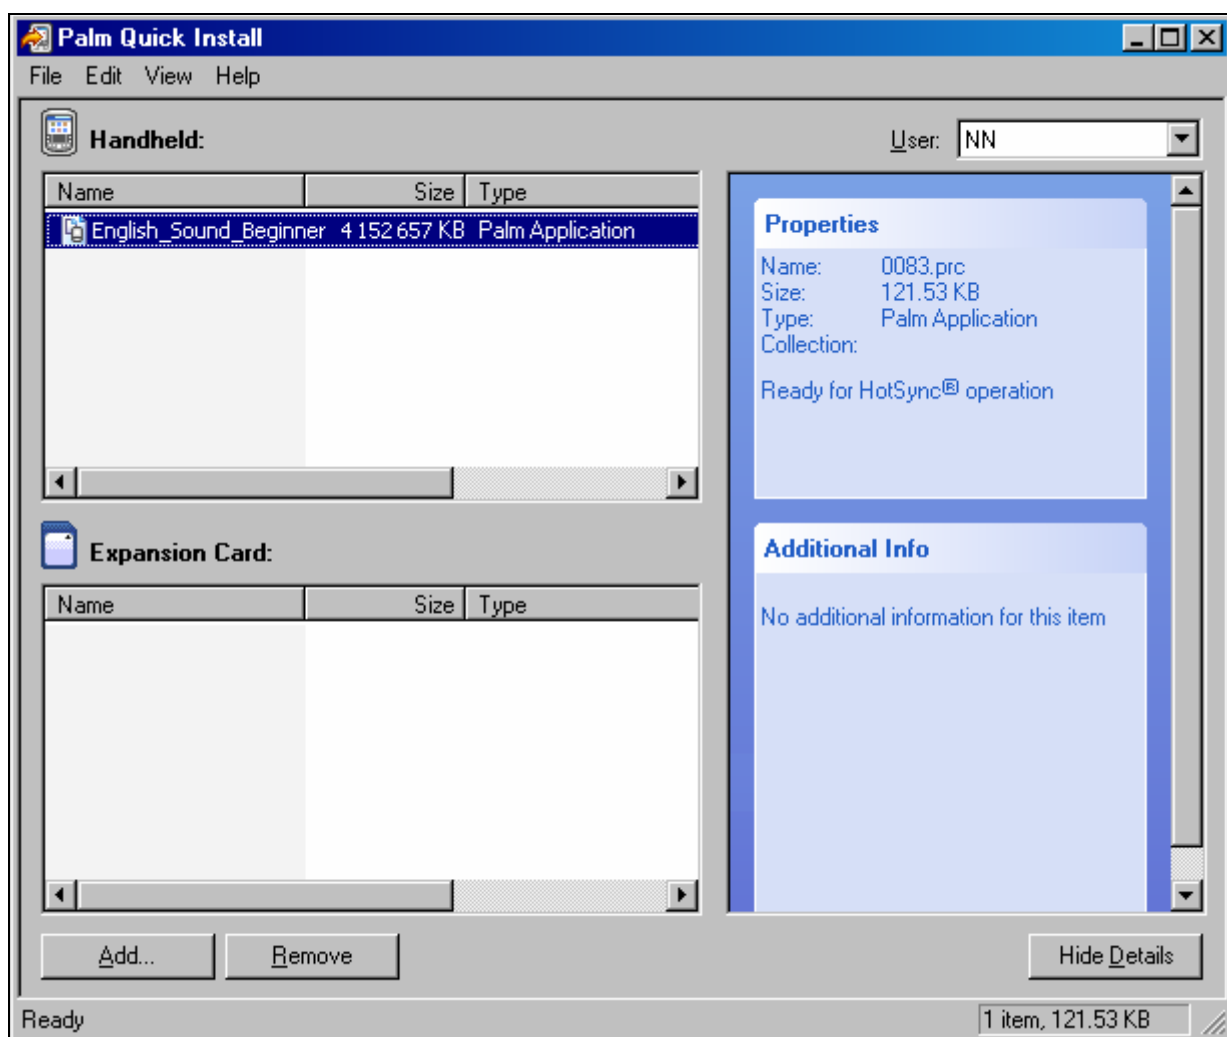 Palm Quick Install
File Edit View Help
Handheld:
User: NN
Name Size Type
English_Sound_Beginner 4 152 657 KB Palm Application
Properties
Name: 0083.prc
Size: 121.53 KB
Type: Palm Application
Collection:
Ready for HotSync® operation
Expansion Card:
Name Size Type
Additional Info
No additional information for this item
Add... Remove Hide Details
Ready 1 item, 121.53 KB